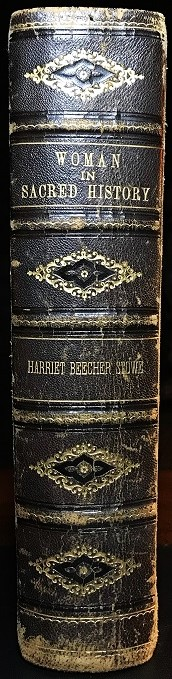 WOMAN
IN
SACRED HISTORY
HARRIET BEECHER STOWE